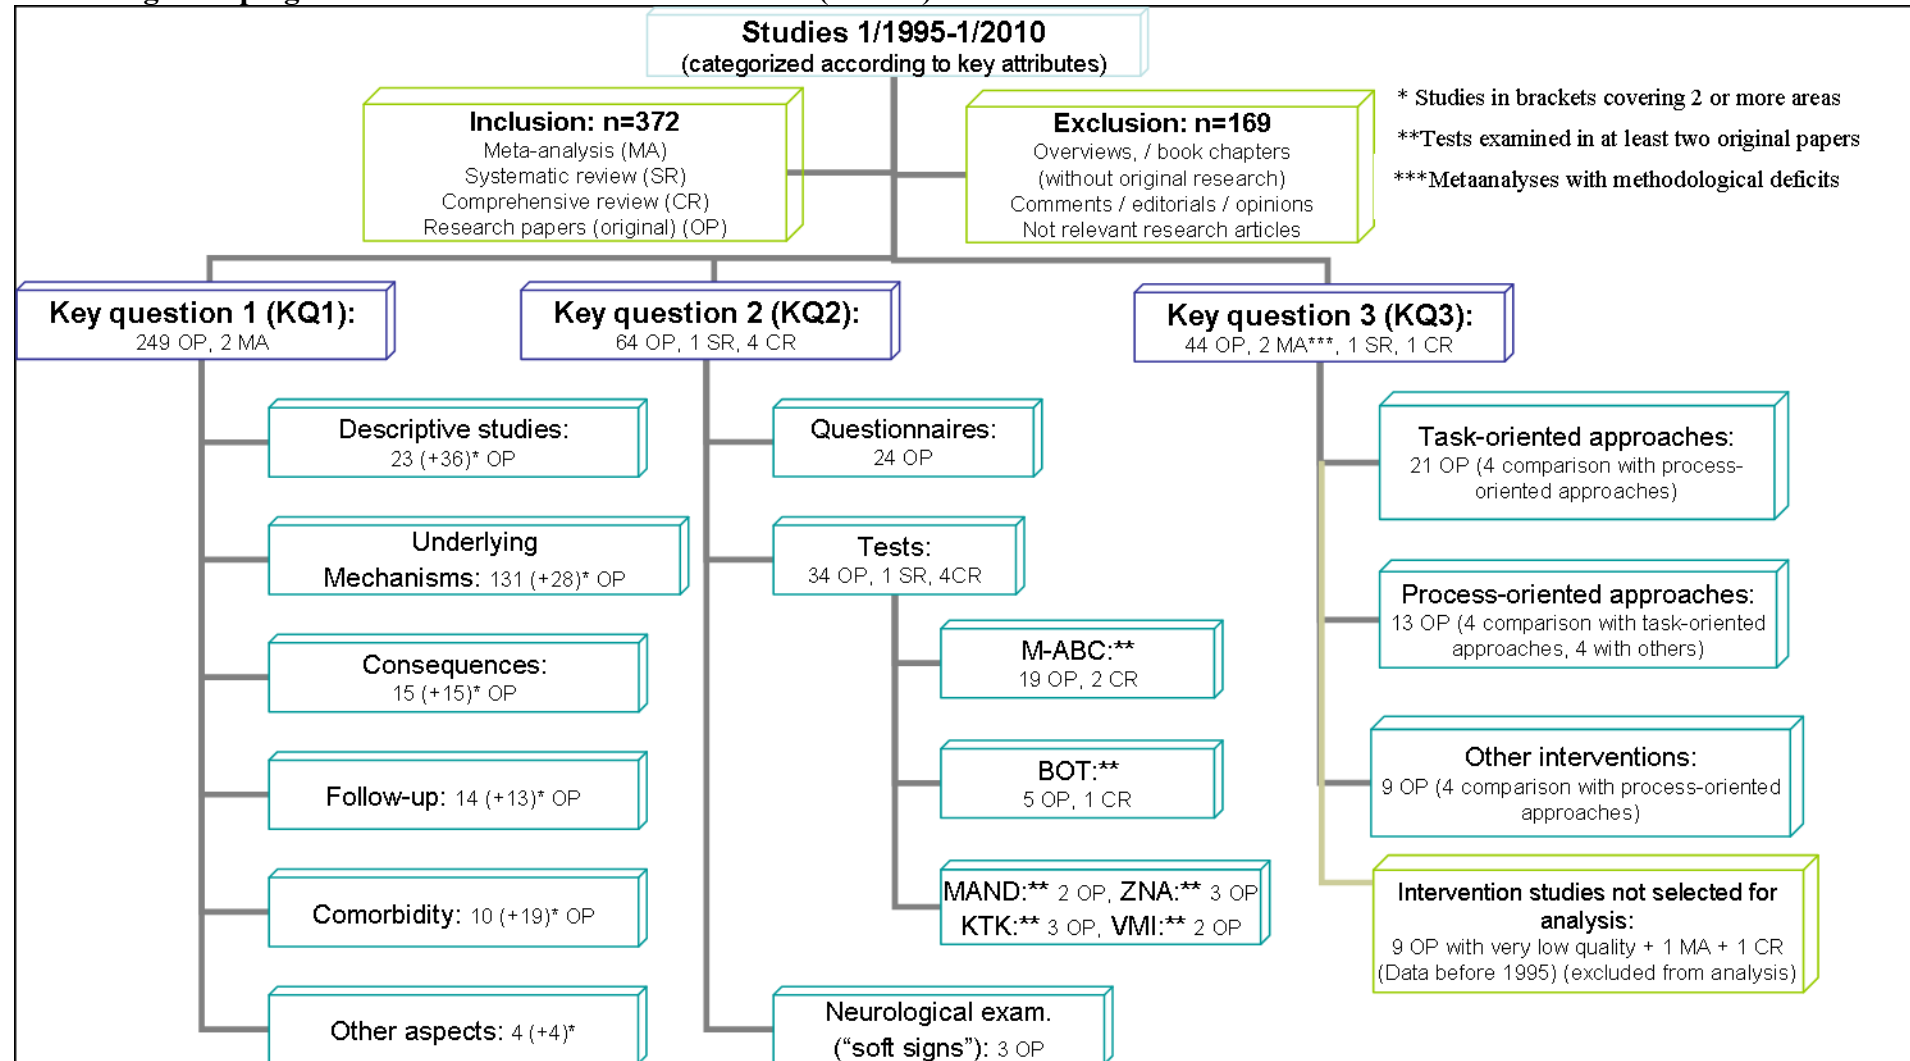 Studies 1/1995-1/2010
(categorized according to key attributes)
Inclusion: n=372
Meta-analysis (MA)
Systematic review (SR)
Comprehensive review (CR)
Research papers (original) (OP)
Exclusion: n=169
Overviews, / book chapters
(without original research)
Comments / editorials / opinions
Not relevant research articles
* Studies in brackets covering 2 or more areas
**Tests examined in at least two original papers
***Metaanalyses with methodological deficits
Key question 1 (KQ1):
249 OP, 2 MA
Key question 2 (KQ2):
64 OP, 1 SR, 4 CR
Key question 3 (KQ3):
44 OP, 2 MA***, 1 SR, 1 CR
Descriptive studies:
23 (+36)* OP
Underlying
Mechanisms: 131 (+28)* OP
Consequences:
15 (+15)* OP
Follow-up: 14 (+13)* OP
Comorbidity: 10 (+19)* OP
Other aspects: 4 (+4)*
Questionnaires:
24 OP
Tests:
34 OP, 1 SR, 4CR
M-ABC:**
19 OP, 2 CR
BOT:**
5 OP, 1 CR
MAND:** 2 OP, ZNA:** 3 OP
KTK:** 3 OP, VMI:** 2 OP
Neurological exam.
("soft signs"): 3 OP
Task-oriented approaches:
21 OP (4 comparison with process-
oriented approaches)
Process-oriented approaches:
13 OP (4 comparison with task-oriented
approaches, 4 with others)
Other interventions:
9 OP (4 comparison with process-oriented
approaches)
Intervention studies not selected for
analysis:
9 OP with very low quality + 1 MA + 1 CR
(Data before 1995) (excluded from analysis)